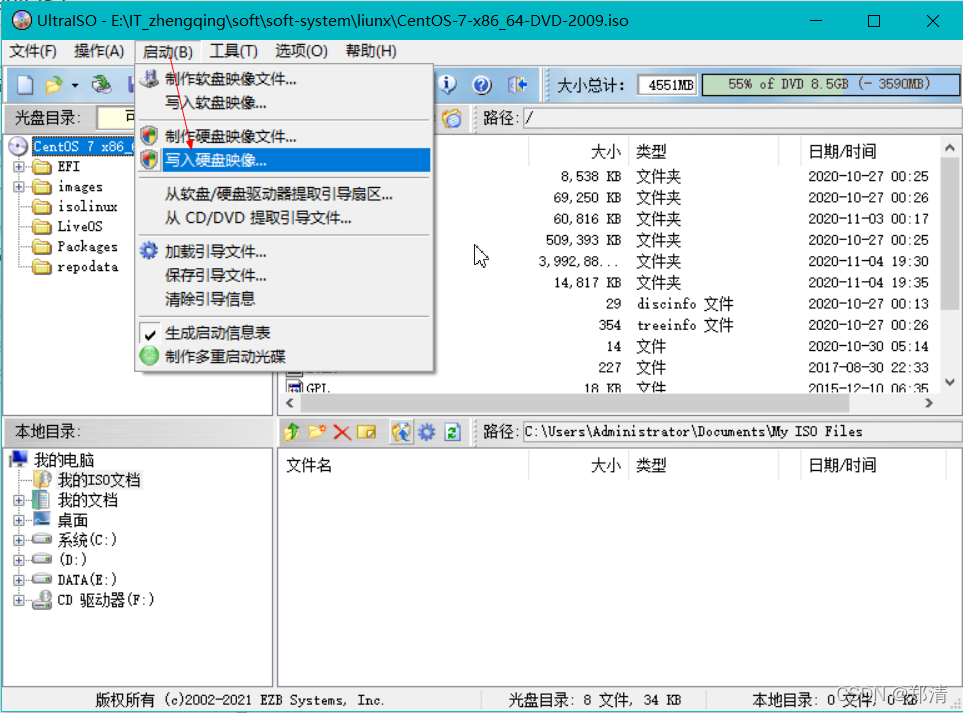 UltraISO - E:\IT_zhengqing\soft\soft-system\liunx\CentOS-7-x86_64-DVD-2009.iso
文件(F) 操作(A) 启动(B) 工具(T) 选项(O) 帮助(H)
大小总计: 4551MB 55% of DVD 8.5GB (- 3590MB)
光盘目录: 可 路径: /
CentOS 7 x86_6
EFI
images
isolinux
LiveOS
Packages
repodata
制作软盘映像文件...
写入软盘映像...
制作硬盘映像文件...
写入硬盘映像...
从软盘/硬盘驱动器提取引导扇区...
从 CD/DVD 提取引导文件...
加载引导文件...
保存引导文件...
清除引导信息
生成启动信息表
制作多重启动光碟
大小 类型 日期/时间
8,538 KB 文件夹 2020-10-27 00:25
69,250 KB 文件夹 2020-10-27 00:26
60,816 KB 文件夹 2020-11-03 00:17
509,393 KB 文件夹 2020-10-27 00:25
3,992,88... 文件夹 2020-11-04 19:30
14,817 KB 文件夹 2020-11-04 19:35
29 discinfo 文件 2020-10-27 00:13
354 treeinfo 文件 2020-10-27 00:26
14 文件 2020-10-30 05:14
227 文件 2017-08-30 22:33
GPL 18 KB 文件 2015-12-10 06:35
本地目录: 路径: C:\Users\Administrator\Documents\My ISO Files
我的电脑
我的ISO文档
我的文档
桌面
系统(C:)
(D:)
DATA(E:)
CD 驱动器(F:)
文件名 大小 类型 日期/时间
版权所有 (c)2002-2021 EZB Systems, Inc. 光盘目录: 8 文件, 34 KB 本地目录: 0 文件, 0 KB
CSDN @郑清